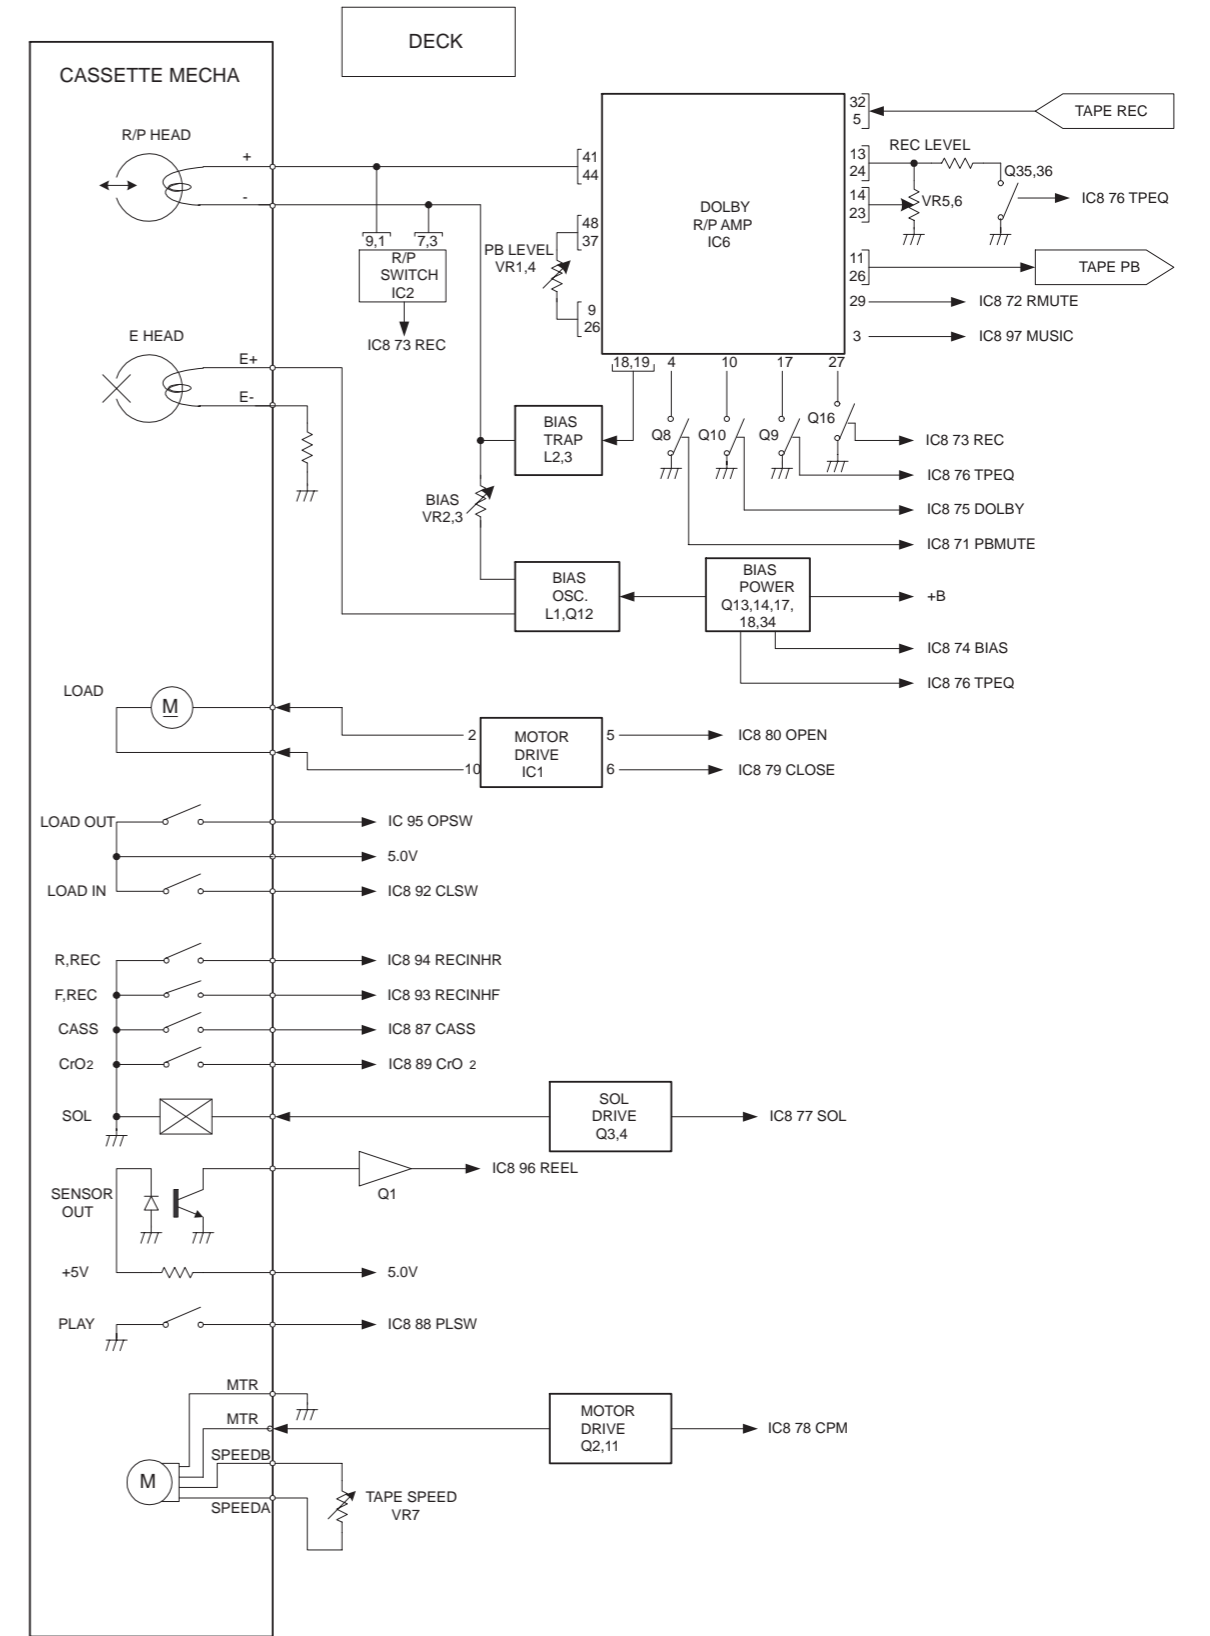 DECK
CASSETTE MECHA
R/P HEAD
+
-
E HEAD
E+
E-
9,1
7,3
R/P
SWITCH
IC2
IC8 73 REC
PB LEVEL
VR1,4
41
44
48
37
9
26
DOLBY
R/P AMP
IC6
32
5
TAPE REC
13
24
REC LEVEL
14
23
VR5,6
Q35,36
IC8 76 TPEQ
11
26
TAPE PB
29
IC8 72 RMUTE
3
IC8 97 MUSIC
18,19
4
10
17
27
Q8
Q10
Q9
Q16
IC8 73 REC
IC8 76 TPEQ
IC8 75 DOLBY
IC8 71 PBMUTE
BIAS
TRAP
L2,3
BIAS
VR2,3
BIAS
OSC.
L1,Q12
BIAS
POWER
Q13,14,17,
18,34
+B
IC8 74 BIAS
IC8 76 TPEQ
LOAD
M
2
10
MOTOR
DRIVE
IC1
5
6
IC8 80 OPEN
IC8 79 CLOSE
LOAD OUT
IC 95 OPSW
5.0V
LOAD IN
IC8 92 CLSW
R,REC
IC8 94 RECINHR
F,REC
IC8 93 RECINHF
CASS
IC8 87 CASS
CrO2
IC8 89 CrO 2
SOL
SOL
DRIVE
Q3,4
IC8 77 SOL
SENSOR
OUT
Q1
IC8 96 REEL
+5V
5.0V
PLAY
IC8 88 PLSW
MTR
MTR
SPEEDB
SPEEDA
M
MOTOR
DRIVE
Q2,11
IC8 78 CPM
TAPE SPEED
VR7